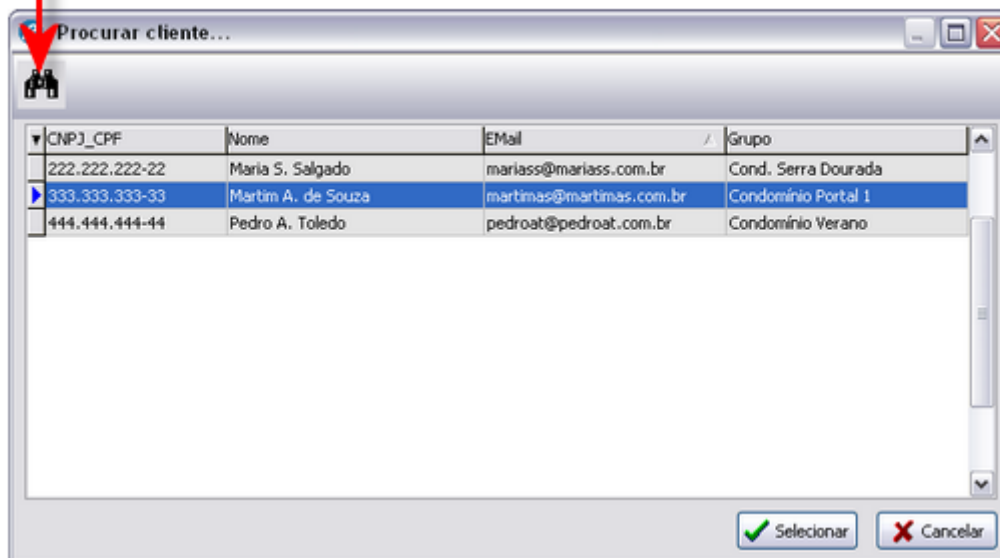 Procurar cliente...
CNPJ_CPF Nome EMail Grupo
222.222.222-22 Maria S. Salgado mariass@mariass.com.br Cond. Serra Dourada
333.333.333-33 Martim A. de Souza martimas@martimas.com.br Condomínio Portal 1
444.444.444-44 Pedro A. Toledo pedroat@pedroat.com.br Condomínio Verano
Selecionar Cancelar